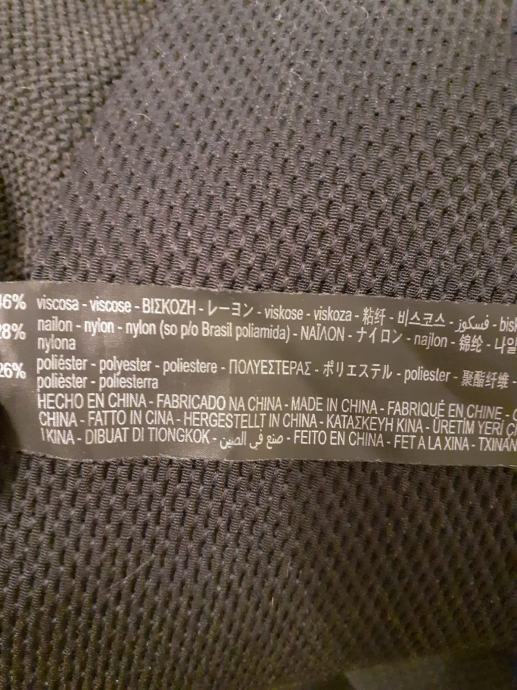 46% viscosa - viscose - ΒΙΣΚΟΖΗ - レーヨン - viskose - viskoza - 粘纤 - 비스코스 - فسكوز -
28% nailon - nylon - nylon (so p/o Brasil poliamida) - ΝΑΪΛΟΝ - ナイロン - najlon - 锦纶 - 나일
nylona
26% poliéster - polyester - poliestere - ΠΟΛΥΕΣΤΕΡΑΣ - ポリエステル - poliester - 聚酯纤维 -
polièster - poliesterra
HECHO EN CHINA - FABRICADO NA CHINA - MADE IN CHINA - FABRIQUÉ EN CHINE -
CHINA - FATTO IN CINA - HERGESTELLT IN CHINA - ΚΑΤΑΣΚΕΥΗ ΚΙΝΑ - ÜRETİM YERİ
I KINA - DIBUAT DI TIONGKOK - صنع في الصين - FEITO EN CHINA - FET A LA XINA - TXINAN